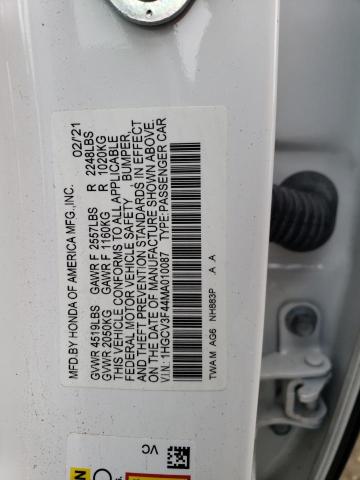 MFD.BY HONDA OF AMERICA MFG.,INC. 02/'21
GVWR 4519LBS GAWR F 2557LBS R 2248LBS
GVWR 2050KG GAWR F 1160KG R 1020KG
THIS VEHICLE CONFORMS TO ALL APPLICABLE
FEDERAL MOTOR VEHICLE SAFETY, BUMPER,
AND THEFT PREVENTION STANDARDS IN EFFECT
ON THE DATE OF MANUFACTURE SHOWN ABOVE.
V.I.N: 1HGCV3F44MA010087 TYPE:PASSENGER CAR
TWA M AG6 NH883P A A
VC